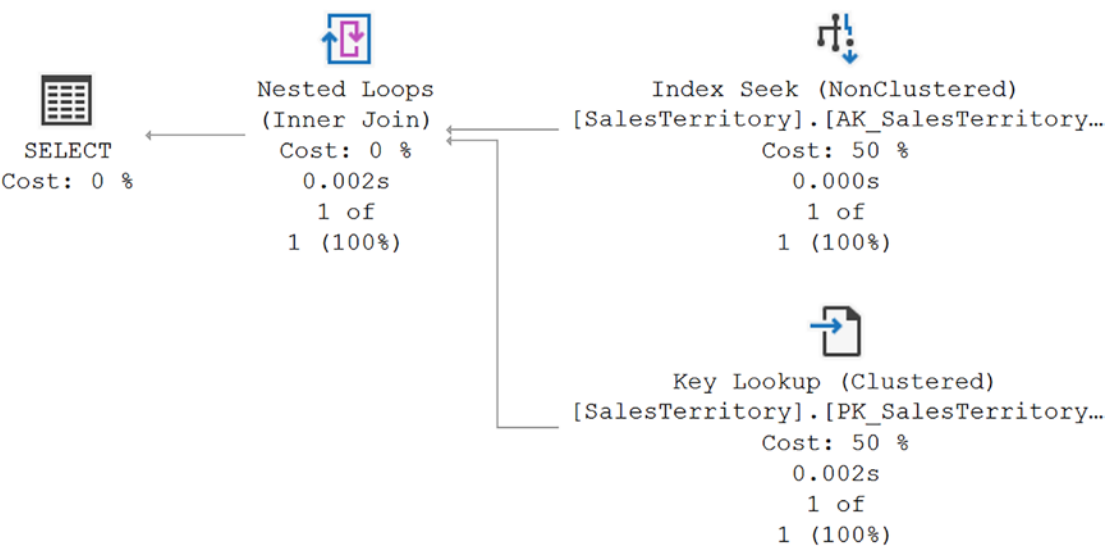 SELECT
Cost: 0 %
Nested Loops
(Inner Join)
Cost: 0 %
0.002s
1 of
1 (100%)
Index Seek (NonClustered)
[SalesTerritory].[AK_SalesTerritory…
Cost: 50 %
0.000s
1 of
1 (100%)
Key Lookup (Clustered)
[SalesTerritory].[PK_SalesTerritory…
Cost: 50 %
0.002s
1 of
1 (100%)